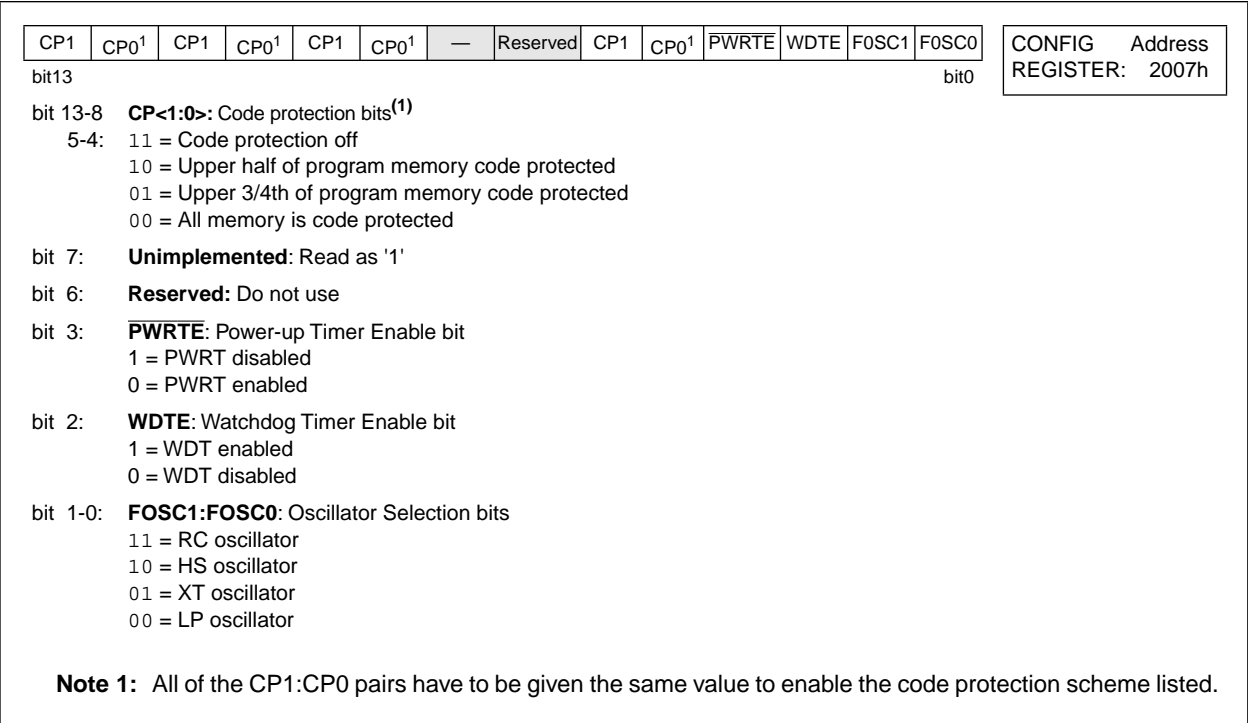 CP1 CP0¹ CP1 CP0¹ CP1 CP0¹ — Reserved CP1 CP0¹ PWRTE WDTE F0SC1 F0SC0 CONFIG Address
bit13 bit0 REGISTER: 2007h
bit 13-8 CP<1:0>: Code protection bits(1)
5-4: 11 = Code protection off
10 = Upper half of program memory code protected
01 = Upper 3/4th of program memory code protected
00 = All memory is code protected
bit 7: Unimplemented: Read as '1'
bit 6: Reserved: Do not use
bit 3: PWRTE: Power-up Timer Enable bit
1 = PWRT disabled
0 = PWRT enabled
bit 2: WDTE: Watchdog Timer Enable bit
1 = WDT enabled
0 = WDT disabled
bit 1-0: FOSC1:FOSC0: Oscillator Selection bits
11 = RC oscillator
10 = HS oscillator
01 = XT oscillator
00 = LP oscillator
Note 1: All of the CP1:CP0 pairs have to be given the same value to enable the code protection scheme listed.